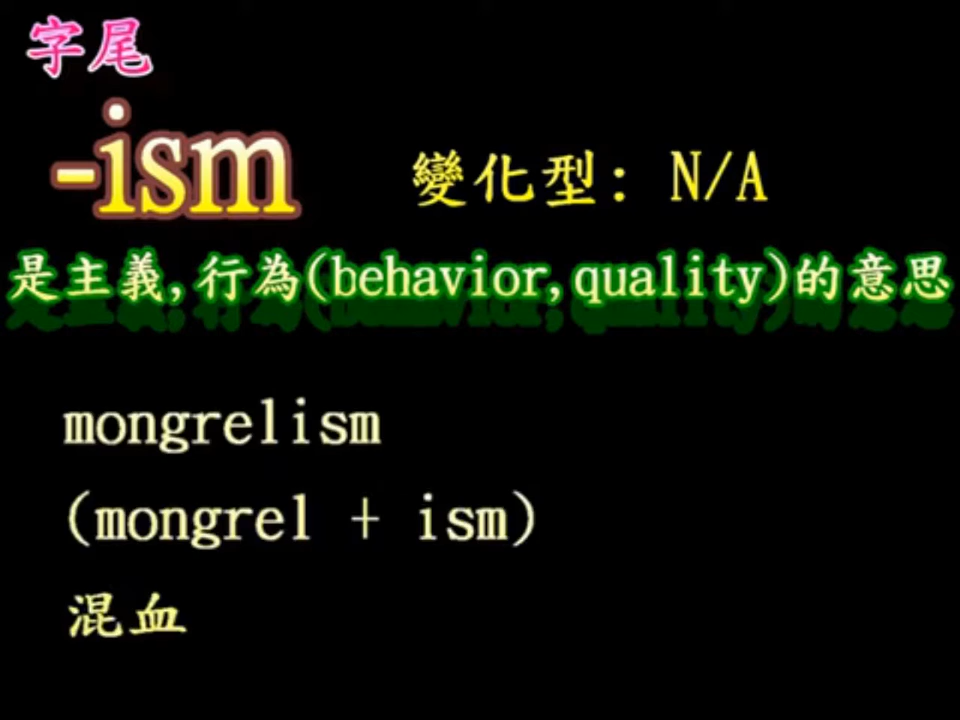 字尾
-ism 變化型: N/A
是主義,行為(behavior,quality)的意思
mongrelism
(mongrel + ism)
混血